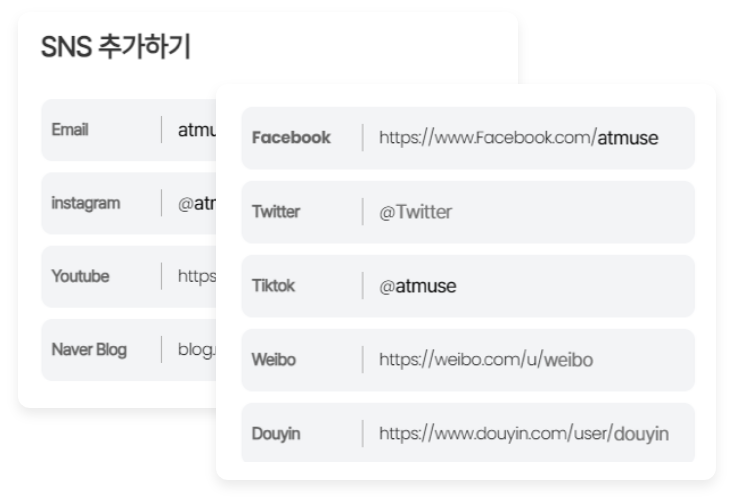 SNS 추가하기
Email atmu
instagram @atr
Youtube https
Naver Blog blog.
Facebook https://www.Facebook.com/atmuse
Twitter @Twitter
Tiktok @atmuse
Weibo https://weibo.com/u/weibo
Douyin https://www.douyin.com/user/douyin